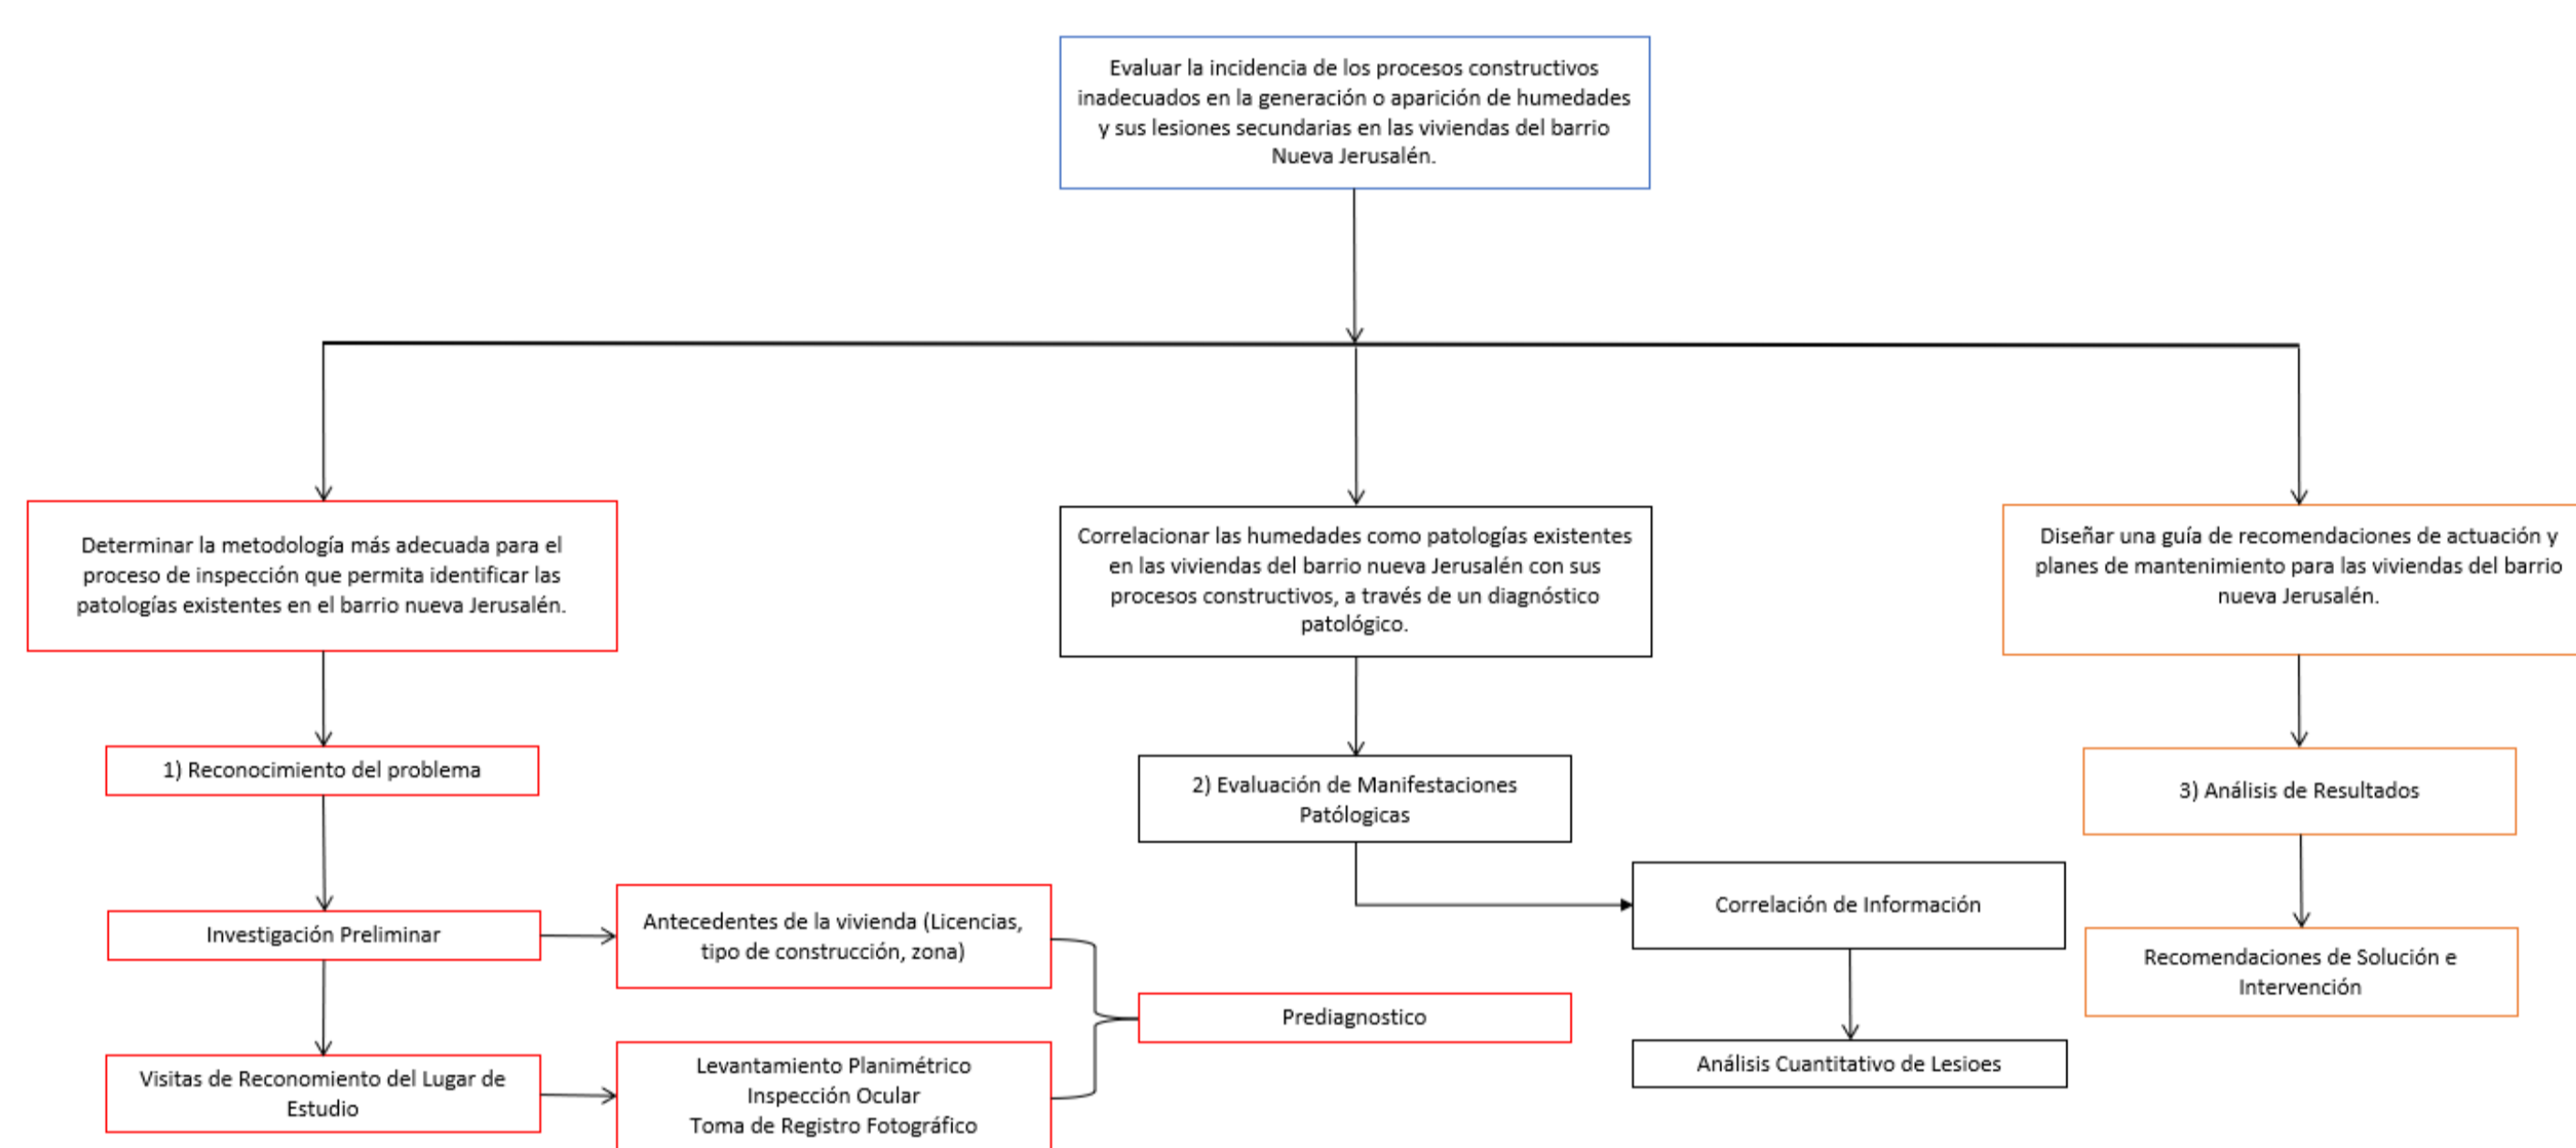 Evaluar la incidencia de los procesos constructivos
inadecuados en la generación o aparición de humedades
y sus lesiones secundarias en las viviendas del barrio
Nueva Jerusalén.
Determinar la metodología más adecuada para el
proceso de inspección que permita identificar las
patologías existentes en el barrio nueva Jerusalén.
Correlacionar las humedades como patologías existentes
en las viviendas del barrio nueva Jerusalén con sus
procesos constructivos, a través de un diagnóstico
patológico.
Diseñar una guía de recomendaciones de actuación y
planes de mantenimiento para las viviendas del barrio
nueva Jerusalén.
1) Reconocimiento del problema
2) Evaluación de Manifestaciones
Patólogicas
3) Análisis de Resultados
Investigación Preliminar
Antecedentes de la vivienda (Licencias,
tipo de construcción, zona)
Correlación de Información
Recomendaciones de Solución e
Intervención
Prediagnostico
Visitas de Reconomiento del Lugar de
Estudio
Levantamiento Planimétrico
Inspección Ocular
Toma de Registro Fotográfico
Análisis Cuantitativo de Lesioes